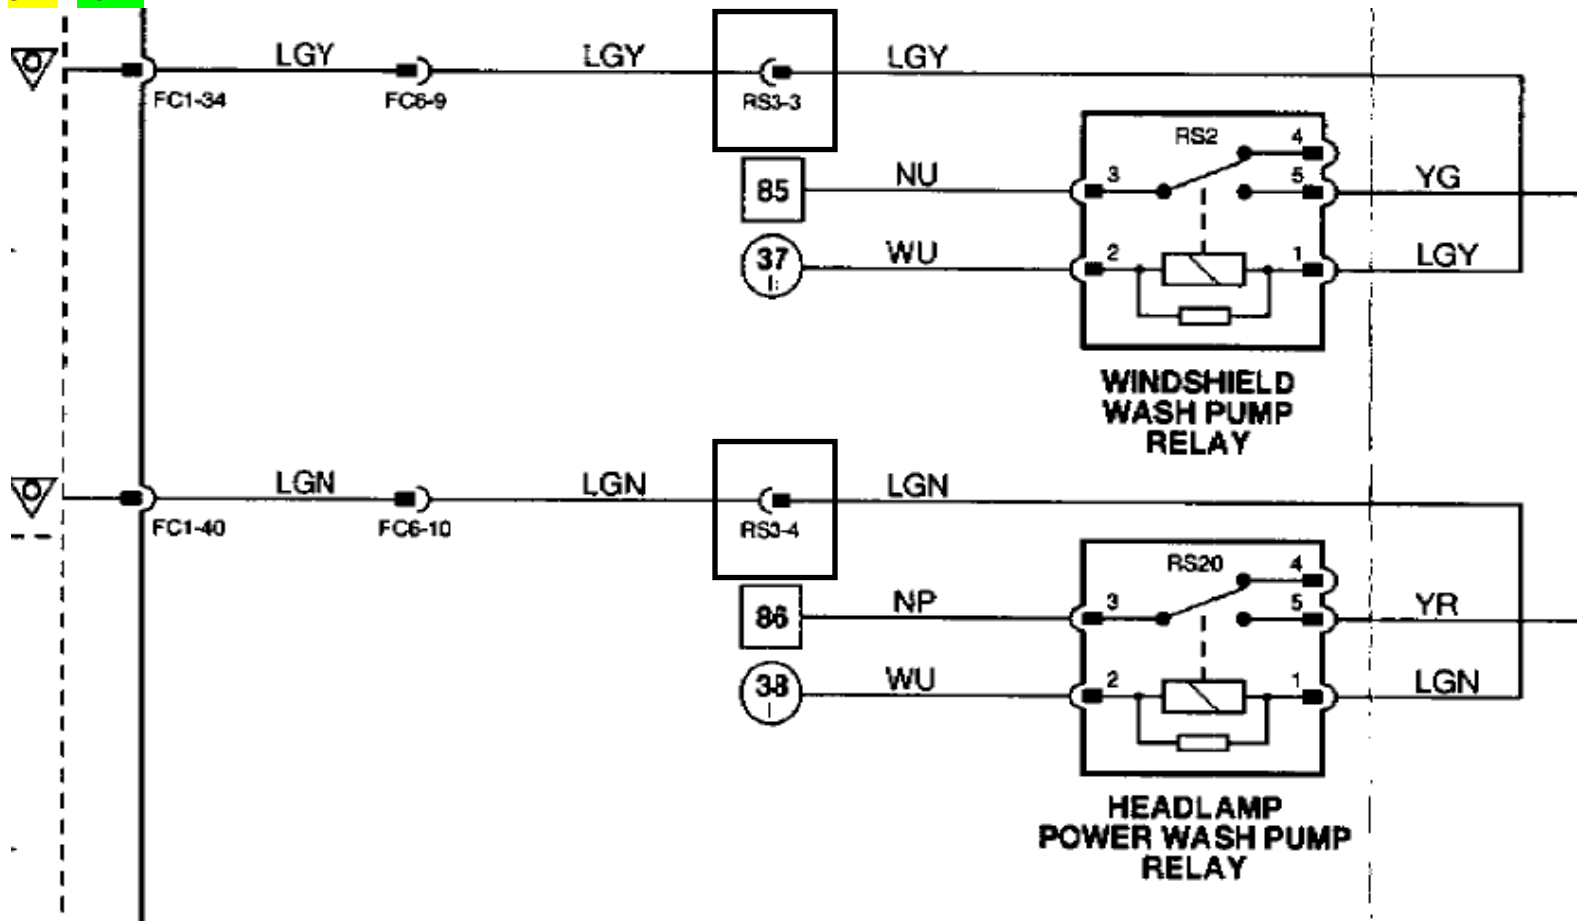 LGY LGY LGY
FC1-34 FC6-9 RS3-3
RS2
4
85 NU 3 5 YG
37 WU 2 1 LGY
WINDSHIELD
WASH PUMP
RELAY
LGN LGN LGN
FC1-40 FC6-10 RS3-4
RS20
4
86 NP 3 5 YR
38 WU 2 1 LGN
HEADLAMP
POWER WASH PUMP
RELAY